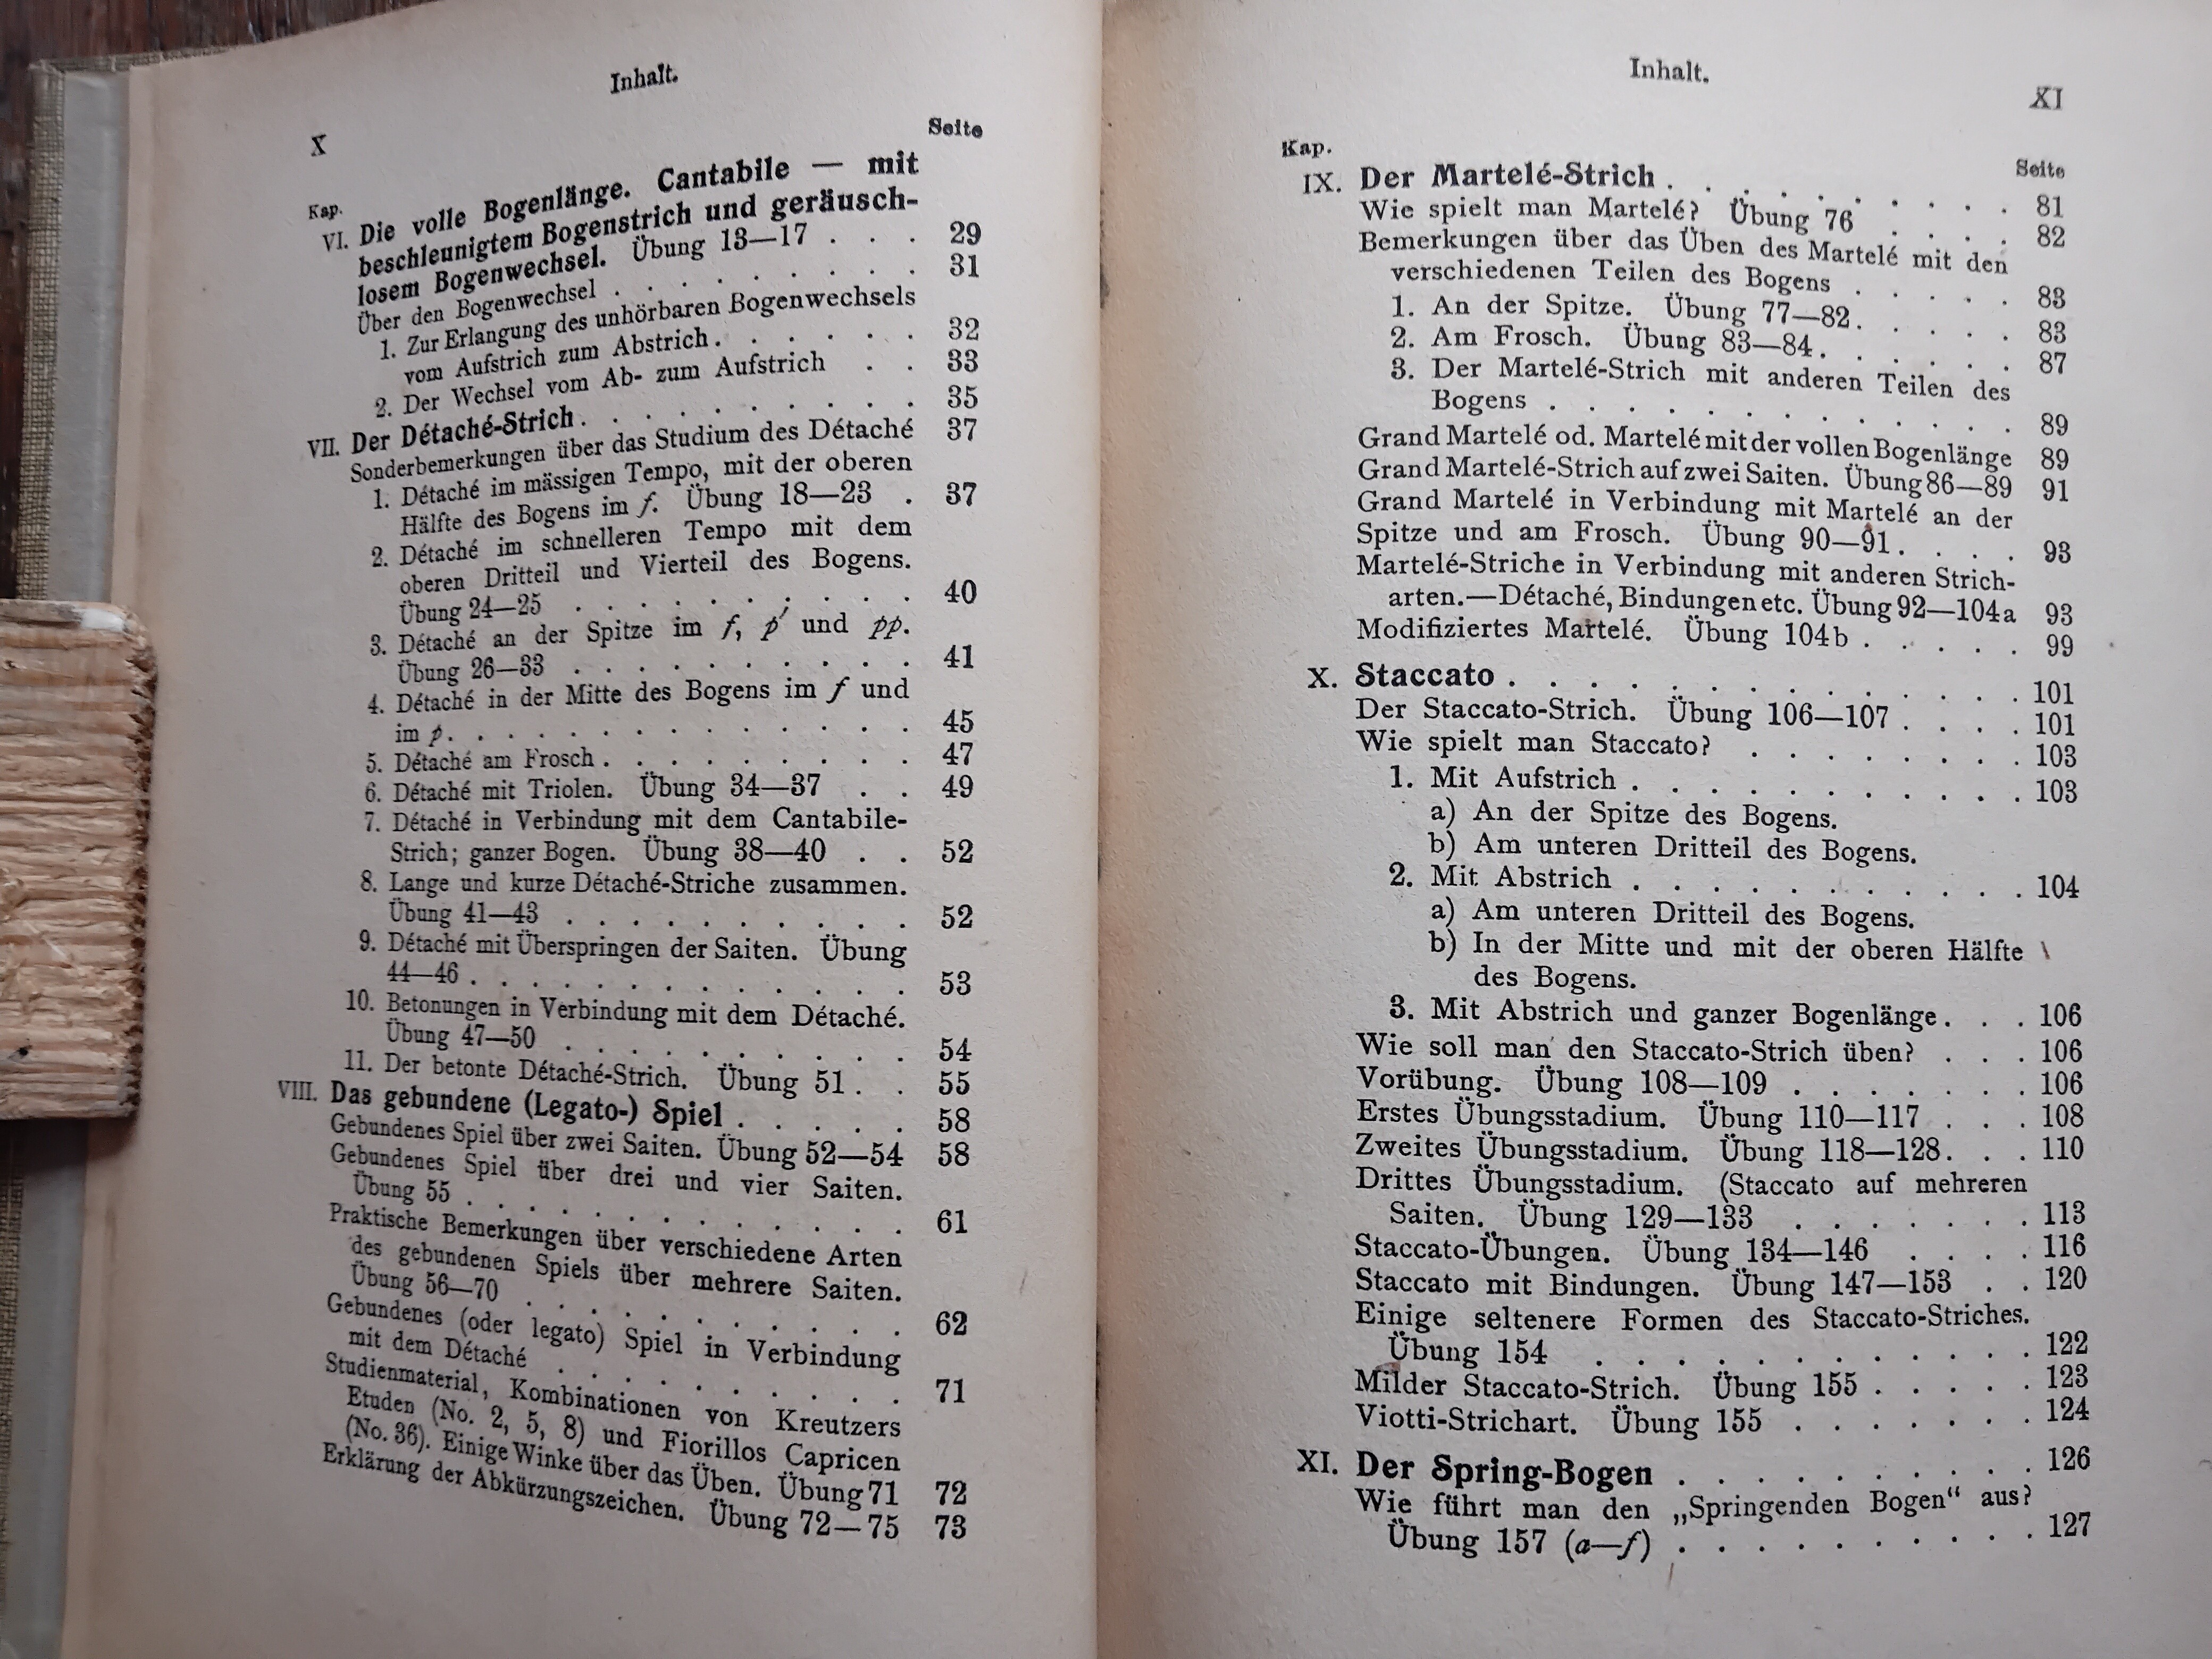 Inhalt.
X
Seite
Kap.
VI. Die volle Bogenlänge. Cantabile — mit
beschleunigtem Bogenstrich und geräusch-
losem Bogenwechsel. Übung 13—17 . . . 29
Über den Bogenwechsel . . . . . . . 31
1. Zur Erlangung des unhörbaren Bogenwechsels
vom Aufstrich zum Abstrich . . . . . . 32
2. Der Wechsel vom Ab- zum Aufstrich . . 33
VII. Der Détaché-Strich . . . . . . . . . 35
Sonderbemerkungen über das Studium des Détaché 37
1. Détaché im mässigen Tempo, mit der oberen
Hälfte des Bogens im f. Übung 18—23 . 37
2. Détaché im schnelleren Tempo mit dem
oberen Dritteil und Vierteil des Bogens.
Übung 24—25 . . . . . . . . . 40
3. Détaché an der Spitze im f, p und pp.
Übung 26—33 . . . . . . . . . 41
4. Détaché in der Mitte des Bogens im f und
im p. . . . . . . . . . . . . 45
5. Détaché am Frosch . . . . . . . . 47
6. Détaché mit Triolen. Übung 34—37 . . 49
7. Détaché in Verbindung mit dem Cantabile-
Strich; ganzer Bogen. Übung 38—40 . . 52
8. Lange und kurze Détaché-Striche zusammen.
Übung 41—43 . . . . . . . . . 52
9. Détaché mit Überspringen der Saiten. Übung
44—46 . . . . . . . . . . . . 53
10. Betonungen in Verbindung mit dem Détaché.
Übung 47—50 . . . . . . . . . 54
11. Der betonte Détaché-Strich. Übung 51 . . 55
VIII. Das gebundene (Legato-) Spiel . . . . . 58
Gebundenes Spiel über zwei Saiten. Übung 52—54 58
Gebundenes Spiel über drei und vier Saiten.
Übung 55 . . . . . . . . . . . . 61
Praktische Bemerkungen über verschiedene Arten
des gebundenen Spiels über mehrere Saiten.
Übung 56—70 . . . . . . . . . . 62
Gebundenes (oder legato) Spiel in Verbindung
mit dem Détaché . . . . . . . . . 71
Studienmaterial, Kombinationen von Kreutzers
Etuden (No. 2, 5, 8) und Fiorillos Capricen
(No. 36). Einige Winke über das Üben. Übung 71 72
Erklärung der Abkürzungszeichen. Übung 72—75 73
Inhalt.
XI
Kap.
Seite
IX. Der Martelé-Strich . . . . . . . . . 81
Wie spielt man Martelé? Übung 76 . . . . 82
Bemerkungen über das Üben des Martelé mit den
verschiedenen Teilen des Bogens . . . . . 83
1. An der Spitze. Übung 77—82 . . . . . 83
2. Am Frosch. Übung 83—84 . . . . . . 87
3. Der Martelé-Strich mit anderen Teilen des
Bogens . . . . . . . . . . . . 89
Grand Martelé od. Martelé mit der vollen Bogenlänge 89
Grand Martelé-Strich auf zwei Saiten. Übung 86—89 91
Grand Martelé in Verbindung mit Martelé an der
Spitze und am Frosch. Übung 90—91 . . . . 93
Martelé-Striche in Verbindung mit anderen Strich-
arten.—Détaché, Bindungen etc. Übung 92—104a 93
Modifiziertes Martelé. Übung 104b . . . . . 99
X. Staccato . . . . . . . . . . . . . 101
Der Staccato-Strich. Übung 106—107 . . . . 101
Wie spielt man Staccato? . . . . . . . . 103
1. Mit Aufstrich . . . . . . . . . . . 103
a) An der Spitze des Bogens.
b) Am unteren Dritteil des Bogens.
2. Mit Abstrich . . . . . . . . . . . 104
a) Am unteren Dritteil des Bogens.
b) In der Mitte und mit der oberen Hälfte
des Bogens.
3. Mit Abstrich und ganzer Bogenlänge . . . 106
Wie soll man den Staccato-Strich üben? . . . 106
Vorübung. Übung 108—109 . . . . . . . 106
Erstes Übungsstadium. Übung 110—117 . . . 108
Zweites Übungsstadium. Übung 118—128 . . . 110
Drittes Übungsstadium. (Staccato auf mehreren
Saiten. Übung 129—133 . . . . . . . 113
Staccato-Übungen. Übung 134—146 . . . . 116
Staccato mit Bindungen. Übung 147—153 . . 120
Einige seltenere Formen des Staccato-Striches.
Übung 154 . . . . . . . . . . . . 122
Milder Staccato-Strich. Übung 155 . . . . . 123
Viotti-Strichart. Übung 155 . . . . . . . 124
XI. Der Spring-Bogen . . . . . . . . . . 126
Wie führt man den „Springenden Bogen“ aus?
Übung 157 (a—f) . . . . . . . . . . 127